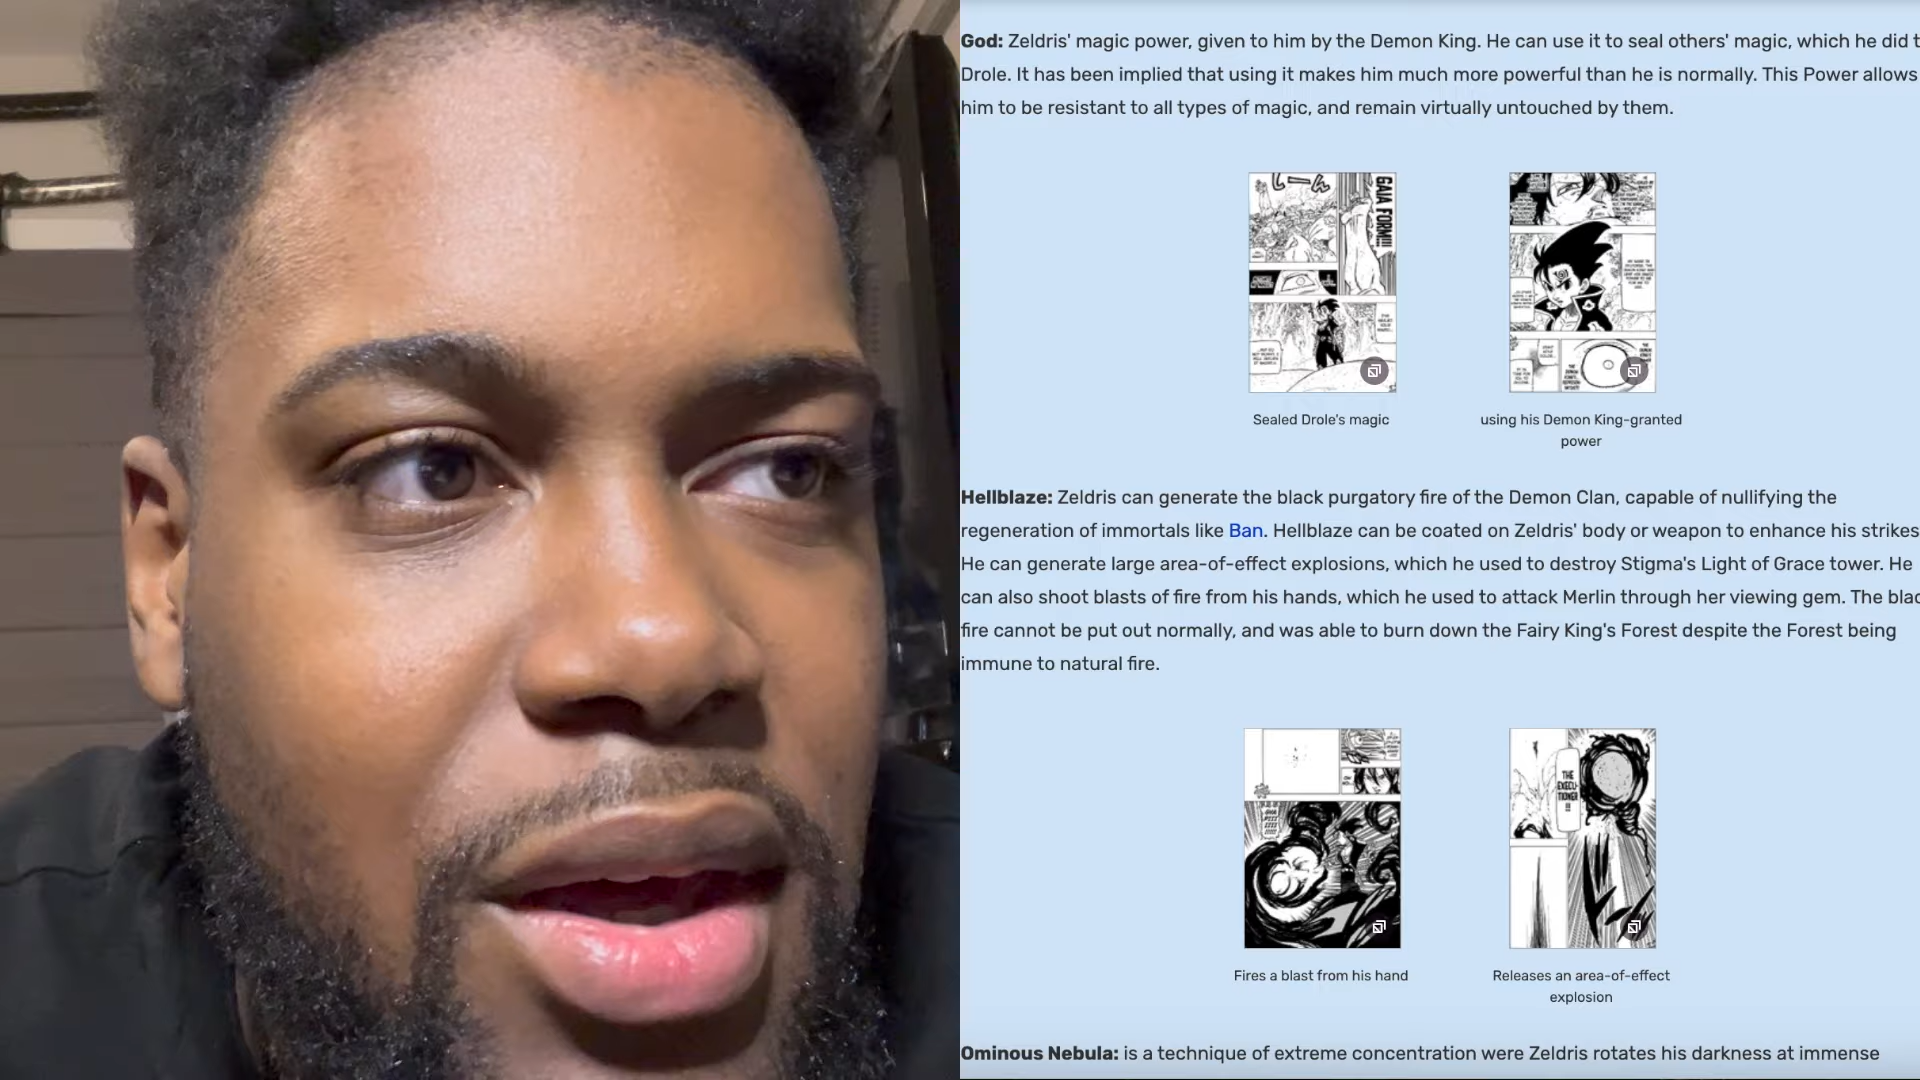 God: Zeldris' magic power, given to him by the Demon King. He can use it to seal others' magic, which he did t
Drole. It has been implied that using it makes him much more powerful than he is normally. This Power allows
him to be resistant to all types of magic, and remain virtually untouched by them.
GAIA FORM!!!
Sealed Drole's magic
using his Demon King-granted
power
Hellblaze: Zeldris can generate the black purgatory fire of the Demon Clan, capable of nullifying the
regeneration of immortals like Ban. Hellblaze can be coated on Zeldris' body or weapon to enhance his strikes
He can generate large area-of-effect explosions, which he used to destroy Stigma's Light of Grace tower. He
can also shoot blasts of fire from his hands, which he used to attack Merlin through her viewing gem. The blac
fire cannot be put out normally, and was able to burn down the Fairy King's Forest despite the Forest being
immune to natural fire.
THE
EXECU-
TIONER
!!!
Fires a blast from his hand
Releases an area-of-effect
explosion
Ominous Nebula: is a technique of extreme concentration were Zeldris rotates his darkness at immense